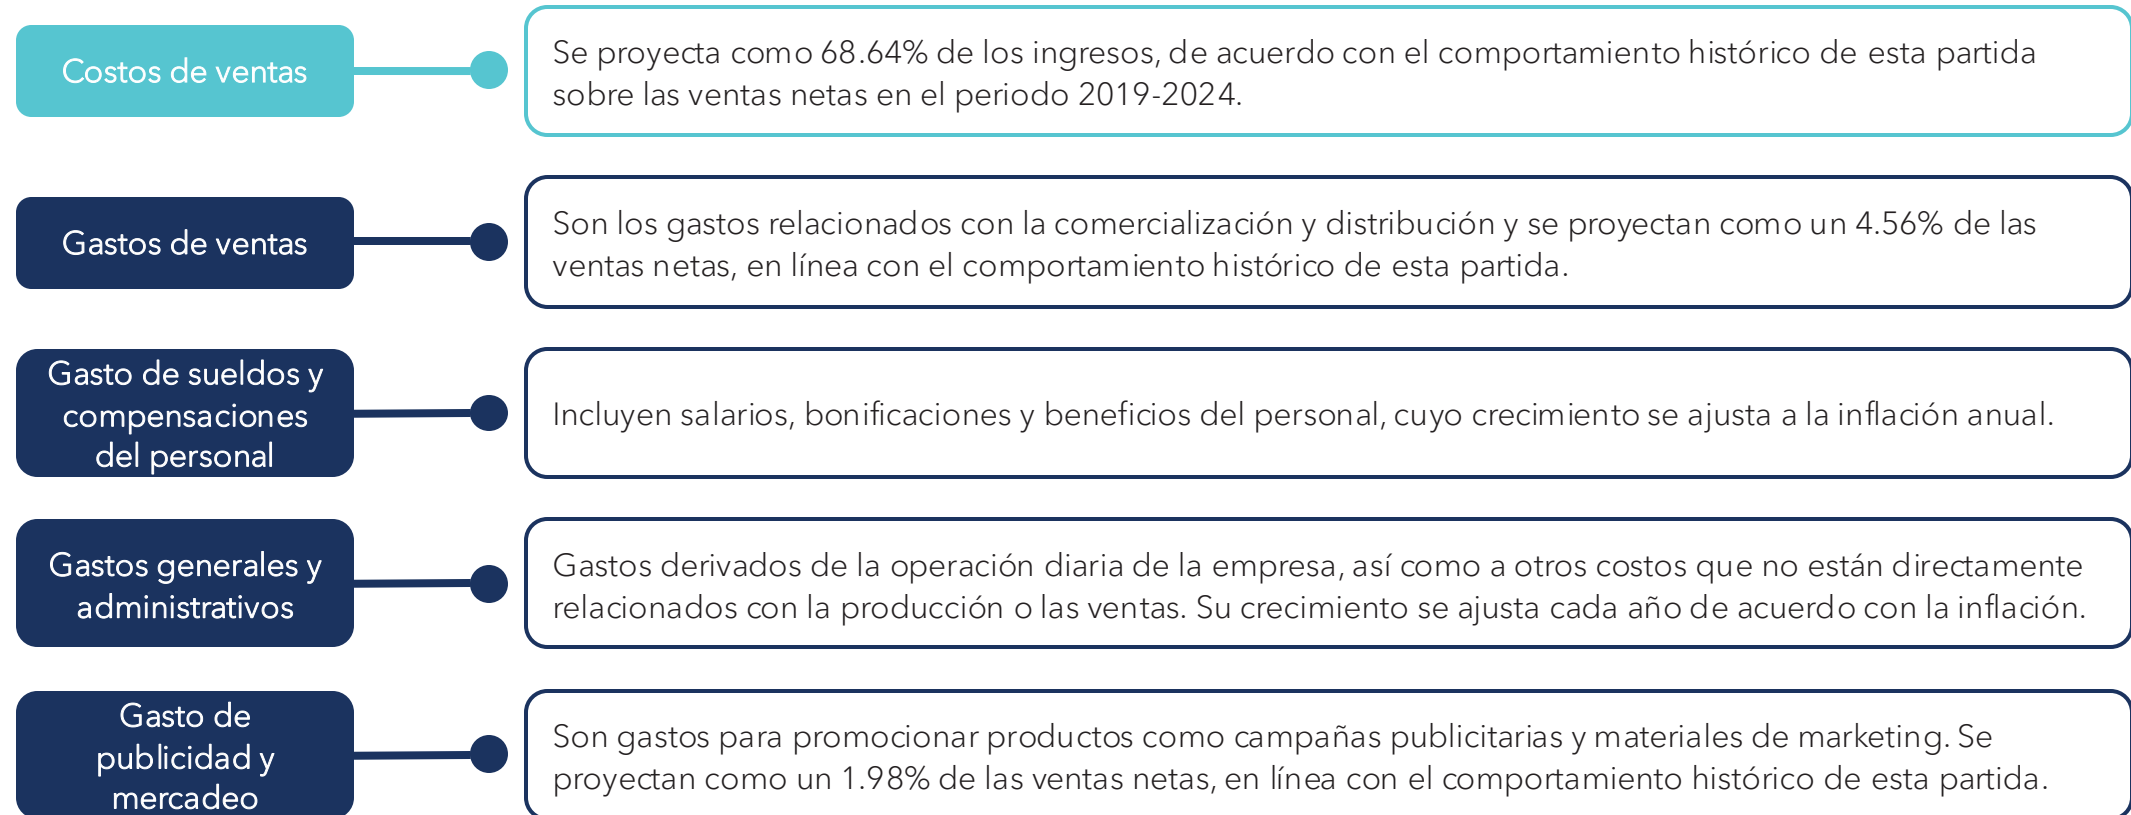 Costos de ventas
Se proyecta como 68.64% de los ingresos, de acuerdo con el comportamiento histórico de esta partida
sobre las ventas netas en el periodo 2019-2024.
Gastos de ventas
Son los gastos relacionados con la comercialización y distribución y se proyectan como un 4.56% de las
ventas netas, en línea con el comportamiento histórico de esta partida.
Gasto de sueldos y
compensaciones
del personal
Incluyen salarios, bonificaciones y beneficios del personal, cuyo crecimiento se ajusta a la inflación anual.
Gastos generales y
administrativos
Gastos derivados de la operación diaria de la empresa, así como a otros costos que no están directamente
relacionados con la producción o las ventas. Su crecimiento se ajusta cada año de acuerdo con la inflación.
Gasto de
publicidad y
mercadeo
Son gastos para promocionar productos como campañas publicitarias y materiales de marketing. Se
proyectan como un 1.98% de las ventas netas, en línea con el comportamiento histórico de esta partida.